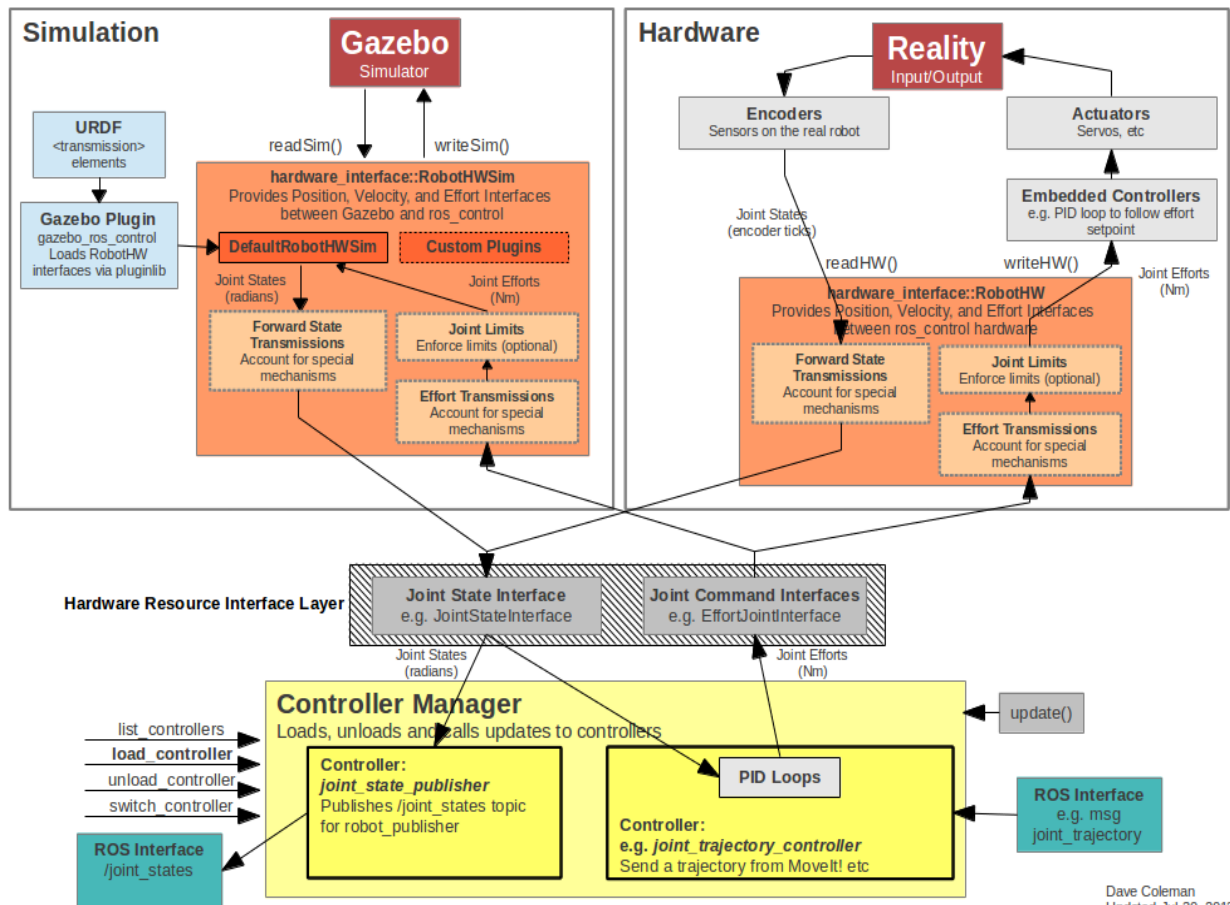 Simulation
Gazebo
Simulator
URDF
<transmission>
elements
readSim()
writeSim()
Gazebo Plugin
gazebo_ros_control
Loads RobotHW
interfaces via pluginlib
hardware_interface::RobotHWSim
Provides Position, Velocity, and Effort Interfaces
between Gazebo and ros_control
DefaultRobotHWSim
Custom Plugins
Joint States
(radians)
Joint Efforts
(Nm)
Forward State
Transmissions
Account for special
mechanisms
Joint Limits
Enforce limits (optional)
Effort Transmissions
Account for special
mechanisms
Hardware
Reality
Input/Output
Encoders
Sensors on the real robot
Actuators
Servos, etc
Embedded Controllers
e.g. PID loop to follow effort
setpoint
Joint States
(encoder ticks)
readHW()
writeHW()
Joint Efforts
(Nm)
hardware_interface::RobotHW
Provides Position, Velocity, and Effort Interfaces
between ros_control hardware
Forward State
Transmissions
Account for special
mechanisms
Joint Limits
Enforce limits (optional)
Effort Transmissions
Account for special
mechanisms
Hardware Resource Interface Layer
Joint State Interface
e.g. JointStateInterface
Joint Command Interfaces
e.g. EffortJointInterface
Joint States
(radians)
Joint Efforts
(Nm)
Controller Manager
Loads, unloads and calls updates to controllers
update()
list_controllers
load_controller
unload_controller
switch_controller
Controller:
joint_state_publisher
Publishes /joint_states topic
for robot_publisher
PID Loops
Controller:
e.g. joint_trajectory_controller
Send a trajectory from MoveIt! etc
ROS Interface
e.g. msg
joint_trajectory
ROS Interface
/joint_states
Dave Coleman